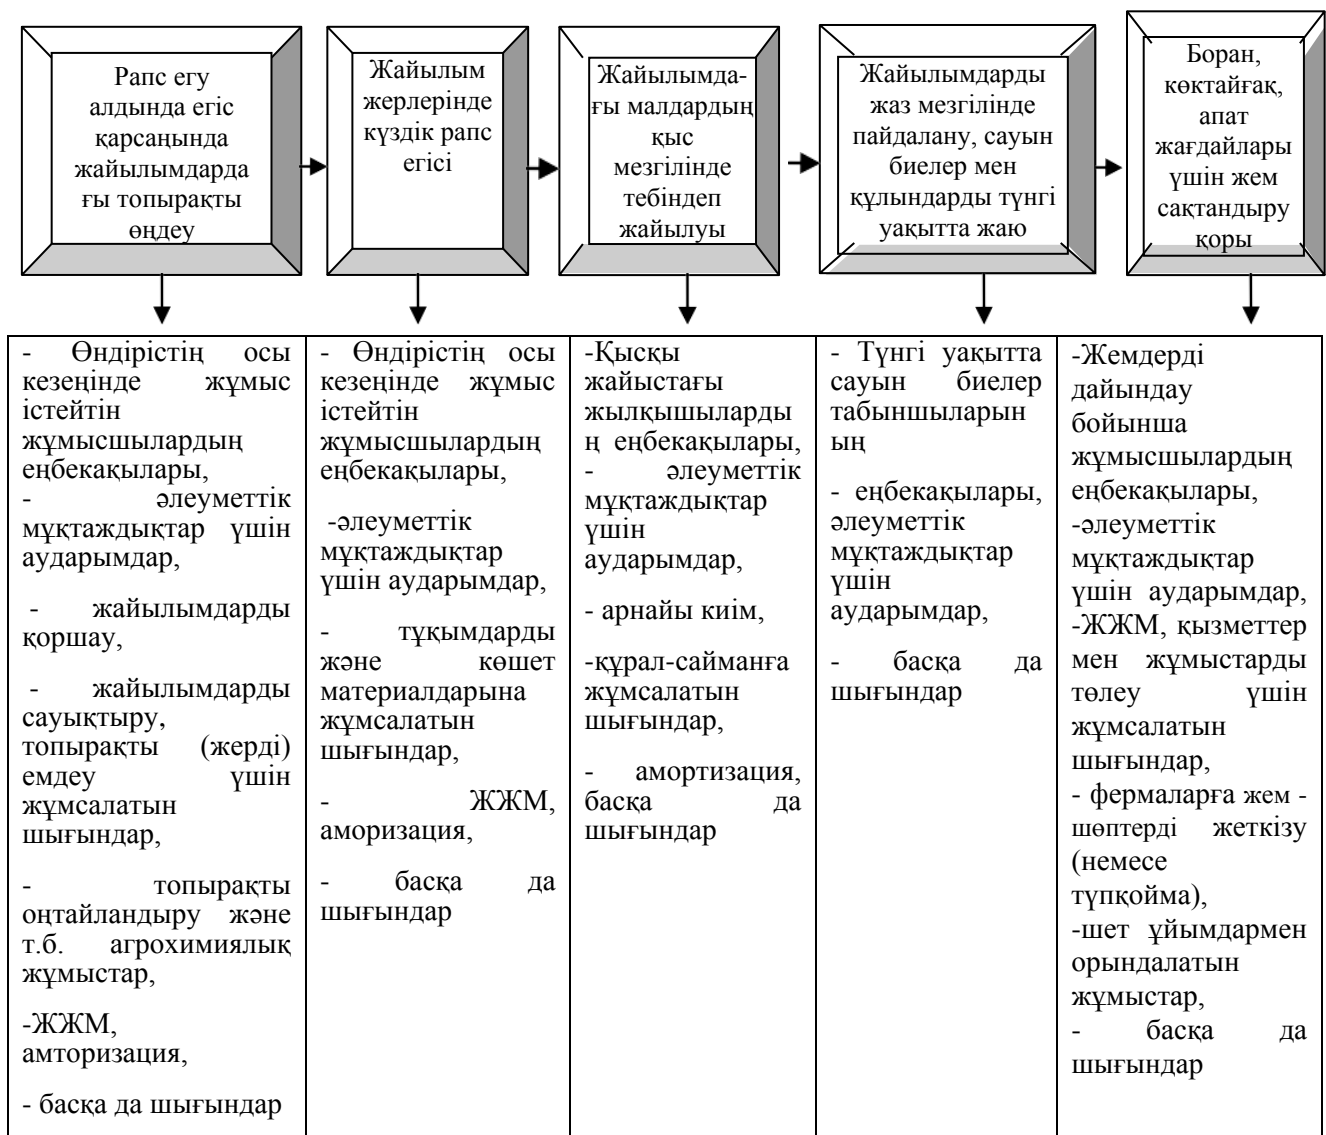 Рапс егу
алдында егіс
қарсаңында
жайылымдарда
ғы топырақты
өңдеу
Жайылым
жерлерінде
күздік рапс
егісі
Жайылымда-
ғы малдардың
қыс
мезгілінде
тебіндеп
жайылуы
Жайылымдарды
жаз мезгілінде
пайдалану, сауын
биелер мен
құлындарды түнгі
уақытта жаю
Боран,
көктайғақ,
апат
жағдайлары
үшін жем
сақтандыру
қоры
- Өндірістің осы
кезеңінде жұмыс
істейтін
жұмысшылардың
еңбекақылары,
- әлеуметтік
мұқтаждықтар үшін
аударымдар,
- жайылымдарды
қоршау,
- жайылымдарды
сауықтыру,
топырақты (жерді)
емдеу үшін
жұмсалатын
шығындар,
- топырақты
оңтайландыру және
т.б. агрохимиялық
жұмыстар,
-ЖЖМ,
амторизация,
- басқа да шығындар
- Өндірістің осы
кезеңінде жұмыс
істейтін
жұмысшылардың
еңбекақылары,
-әлеуметтік
мұқтаждықтар
үшін аударымдар,
- тұқымдарды
және көшет
материалдарына
жұмсалатын
шығындар,
- ЖЖМ,
аморизация,
- басқа да
шығындар
-Қысқы
жайыстағы
жылқышыларды
ң еңбекақылары,
- әлеуметтік
мұқтаждықтар
үшін
аударымдар,
- арнайы киім,
-құрал-сайманға
жұмсалатын
шығындар,
- амортизация,
басқа да
шығындар
- Түнгі уақытта
сауын биелер
табыншыларын
ың
- еңбекақылары,
әлеуметтік
мұқтаждықтар
үшін
аударымдар,
- басқа да
шығындар
-Жемдерді
дайындау
бойынша
жұмысшылардың
еңбекақылары,
-әлеуметтік
мұқтаждықтар
үшін аударымдар,
-ЖЖМ, қызметтер
мен жұмыстарды
төлеу үшін
жұмсалатын
шығындар,
- фермаларға жем -
шөптерді жеткізу
(немесе
түпқойма),
-шет ұйымдармен
орындалатын
жұмыстар,
- басқа да
шығындар